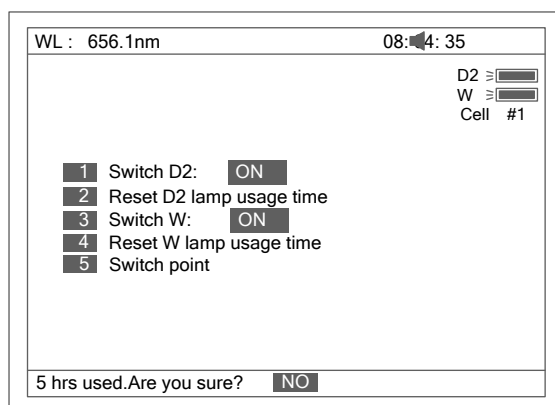 WL : 656.1nm 08: 4: 35
D2
W
Cell #1
1 Switch D2: ON
2 Reset D2 lamp usage time
3 Switch W: ON
4 Reset W lamp usage time
5 Switch point
5 hrs used.Are you sure? NO